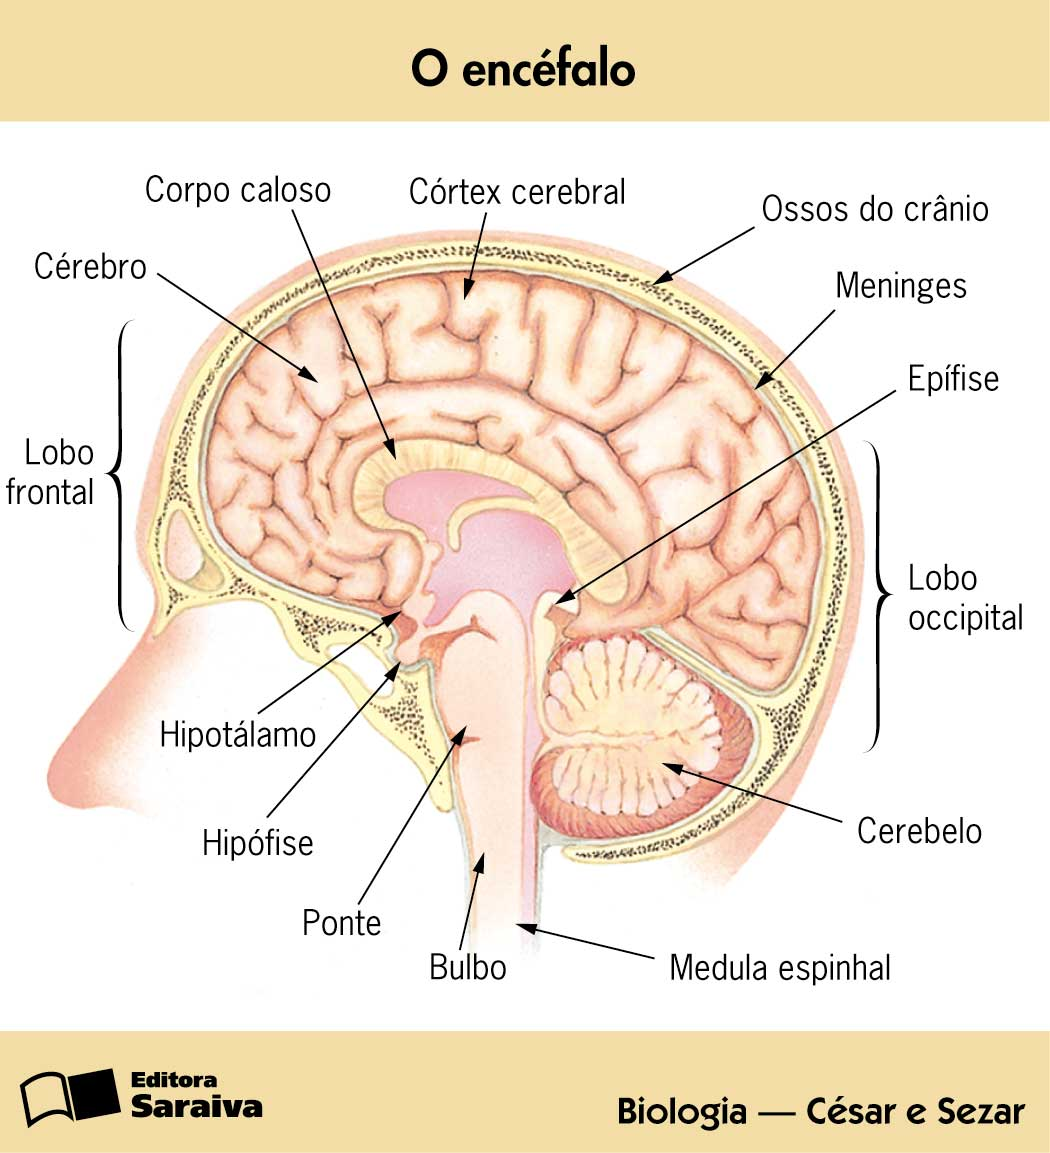 O encéfalo
Corpo caloso
Córtex cerebral
Ossos do crânio
Cérebro
Meninges
Epífise
Lobo
frontal
Lobo
occipital
Hipotálamo
Hipófise
Cerebelo
Ponte
Bulbo
Medula espinhal
Editora
Saraiva
Biologia — César e Sezar